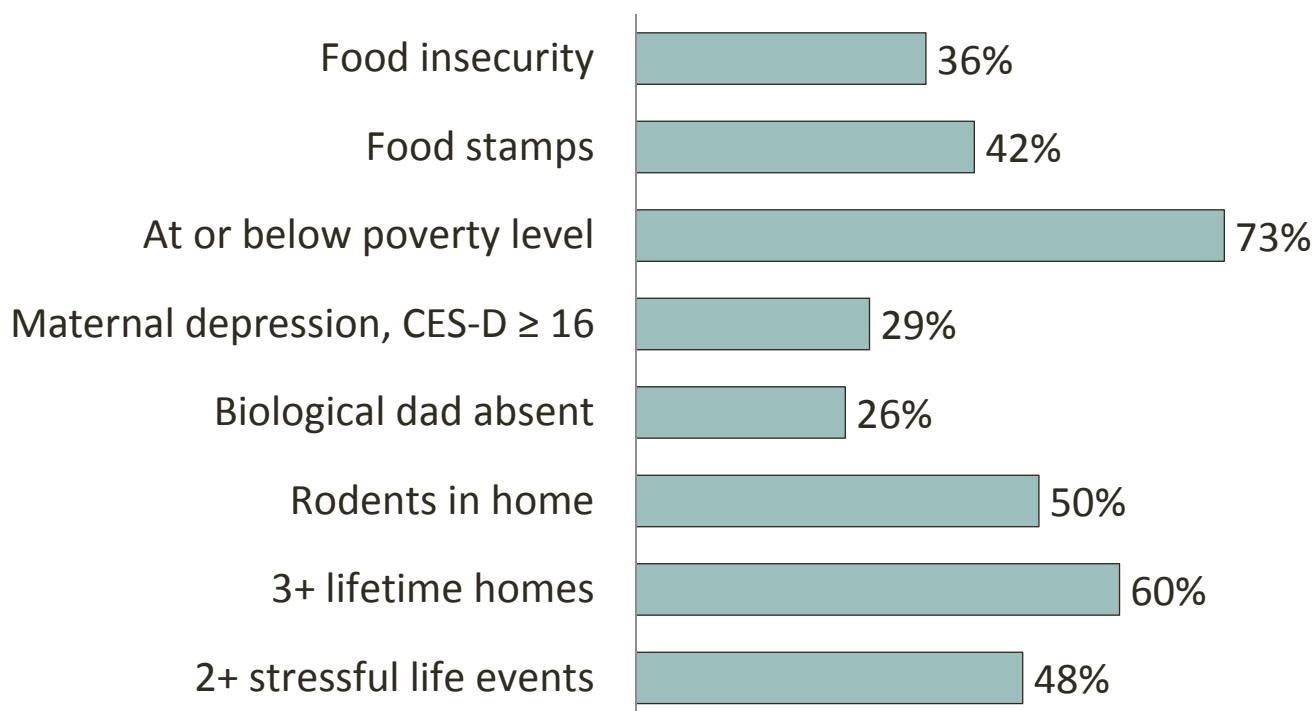 Food insecurity 36%
Food stamps 42%
At or below poverty level 73%
Maternal depression, CES-D ≥ 16 29%
Biological dad absent 26%
Rodents in home 50%
3+ lifetime homes 60%
2+ stressful life events 48%